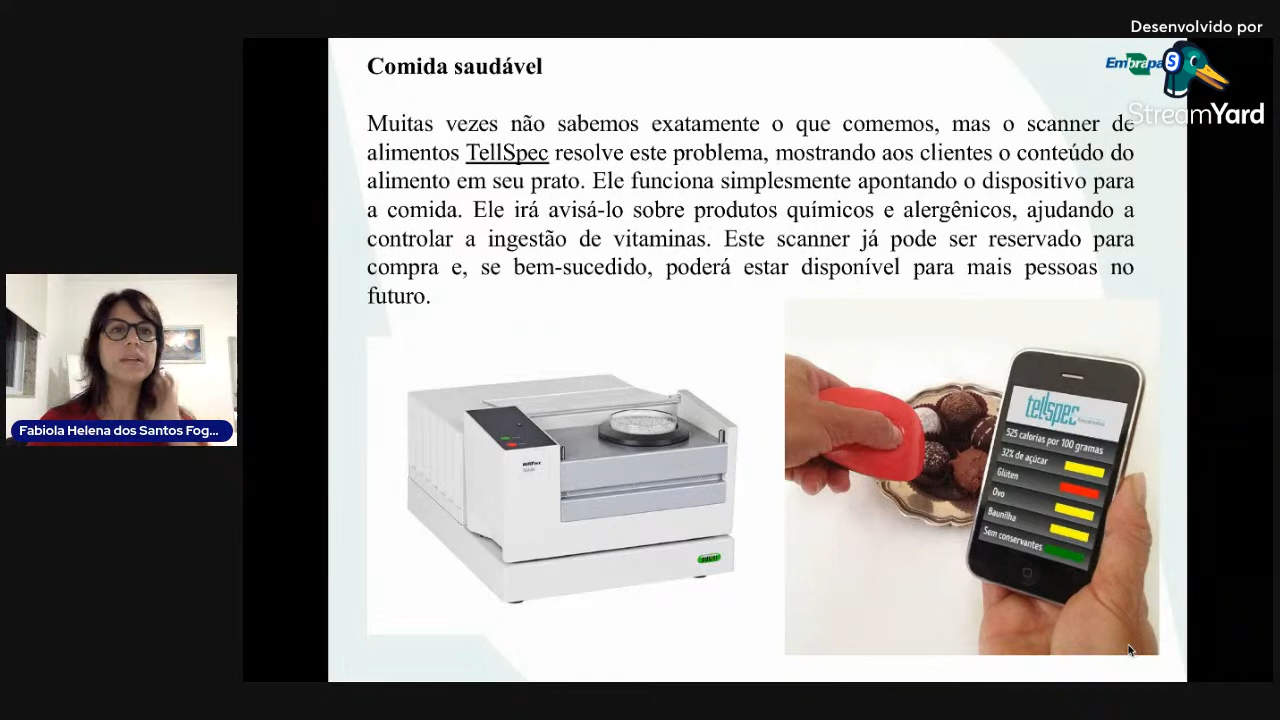 Desenvolvido por
StreamYard
Embrapa
Comida saudável
Muitas vezes não sabemos exatamente o que comemos, mas o scanner de
alimentos TellSpec resolve este problema, mostrando aos clientes o conteúdo do
alimento em seu prato. Ele funciona simplesmente apontando o dispositivo para
a comida. Ele irá avisá-lo sobre produtos químicos e alergênicos, ajudando a
controlar a ingestão de vitaminas. Este scanner já pode ser reservado para
compra e, se bem-sucedido, poderá estar disponível para mais pessoas no
futuro.
Fabiola Helena dos Santos Fog...
tellspec
525 calorias por 100 gramas
32% de açúcar
Glúten
Ovo
Baunilha
Sem conservantes